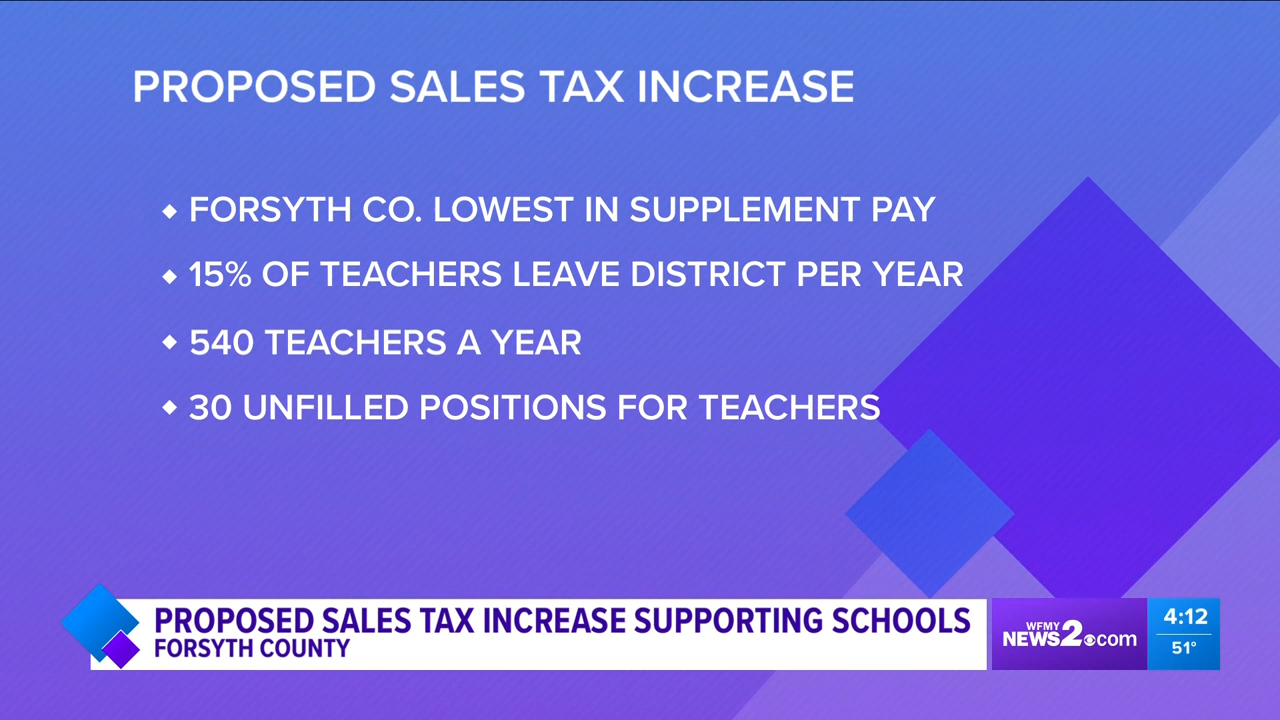 PROPOSED SALES TAX INCREASE
FORSYTH CO. LOWEST IN SUPPLEMENT PAY
15% OF TEACHERS LEAVE DISTRICT PER YEAR
540 TEACHERS A YEAR
30 UNFILLED POSITIONS FOR TEACHERS
PROPOSED SALES TAX INCREASE SUPPORTING SCHOOLS
FORSYTH COUNTY
WFMY
NEWS2.com
4:12
51°